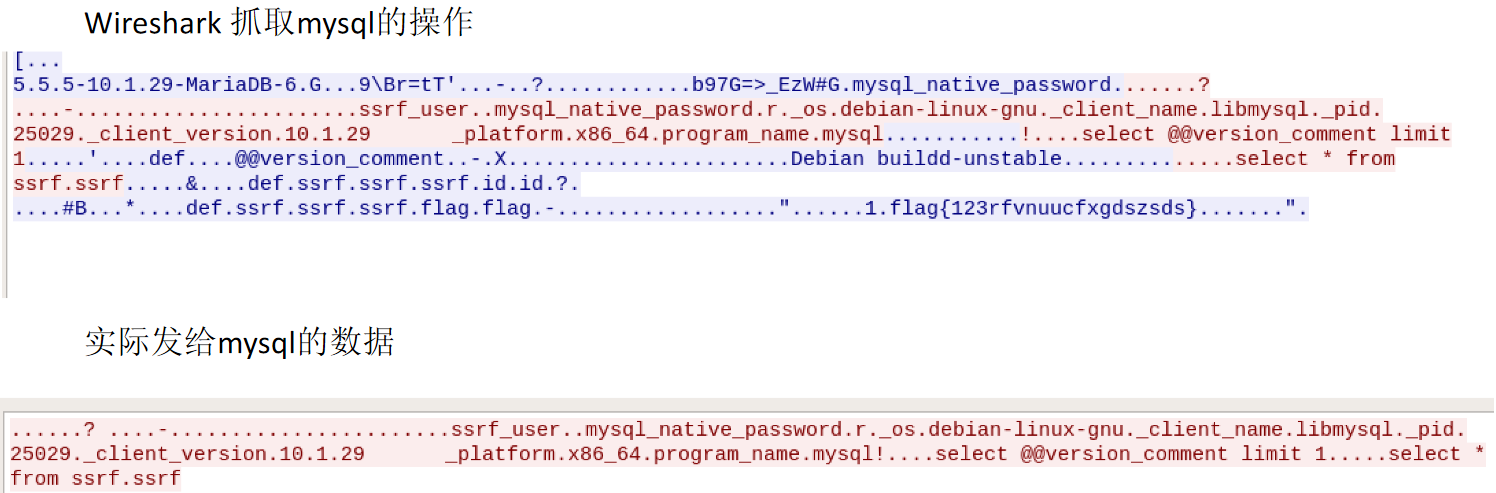 Wireshark 抓取mysql的操作
[...
5.5.5-10.1.29-MariaDB-6.G...9\Br=tT'...-..?............b97G=>_EzW#G.mysql_native_password.......?
....-.......................ssrf_user..mysql_native_password.r._os.debian-linux-gnu._client_name.libmysql._pid.
25029._client_version.10.1.29 _platform.x86_64.program_name.mysql...........!....select @@version_comment limit
1.....'....def....@@version_comment..-.X.......................Debian buildd-unstable..............select * from
ssrf.ssrf.....&....def.ssrf.ssrf.ssrf.id.id.?.
....#B...*....def.ssrf.ssrf.ssrf.flag.flag.-.................."......1.flag{123rfvnuucfxgdszsds}.......".
实际发给mysql的数据
......? ....-.......................ssrf_user..mysql_native_password.r._os.debian-linux-gnu._client_name.libmysql._pid.
25029._client_version.10.1.29 _platform.x86_64.program_name.mysql!....select @@version_comment limit 1.....select *
from ssrf.ssrf